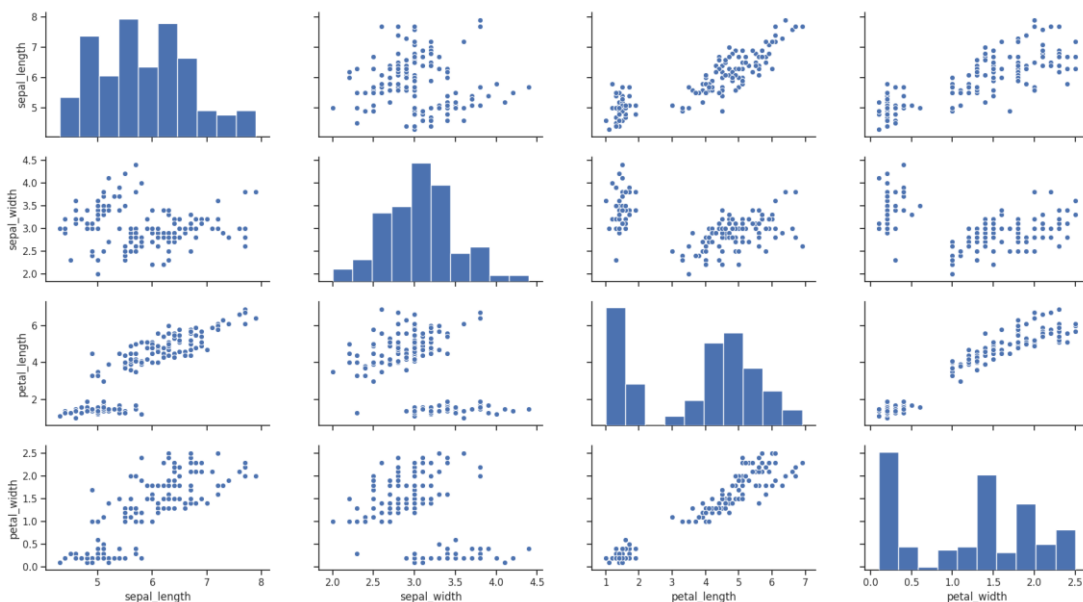 sepal_length
8
7
6
5
sepal_width
4.5
4.0
3.5
3.0
2.5
2.0
petal_length
6
4
2
petal_width
2.5
2.0
1.5
1.0
0.5
0.0
5 6 7 8
2.0 2.5 3.0 3.5 4.0 4.5
1 2 3 4 5 6 7
0.0 0.5 1.0 1.5 2.0 2.5
sepal_length sepal_width petal_length petal_width